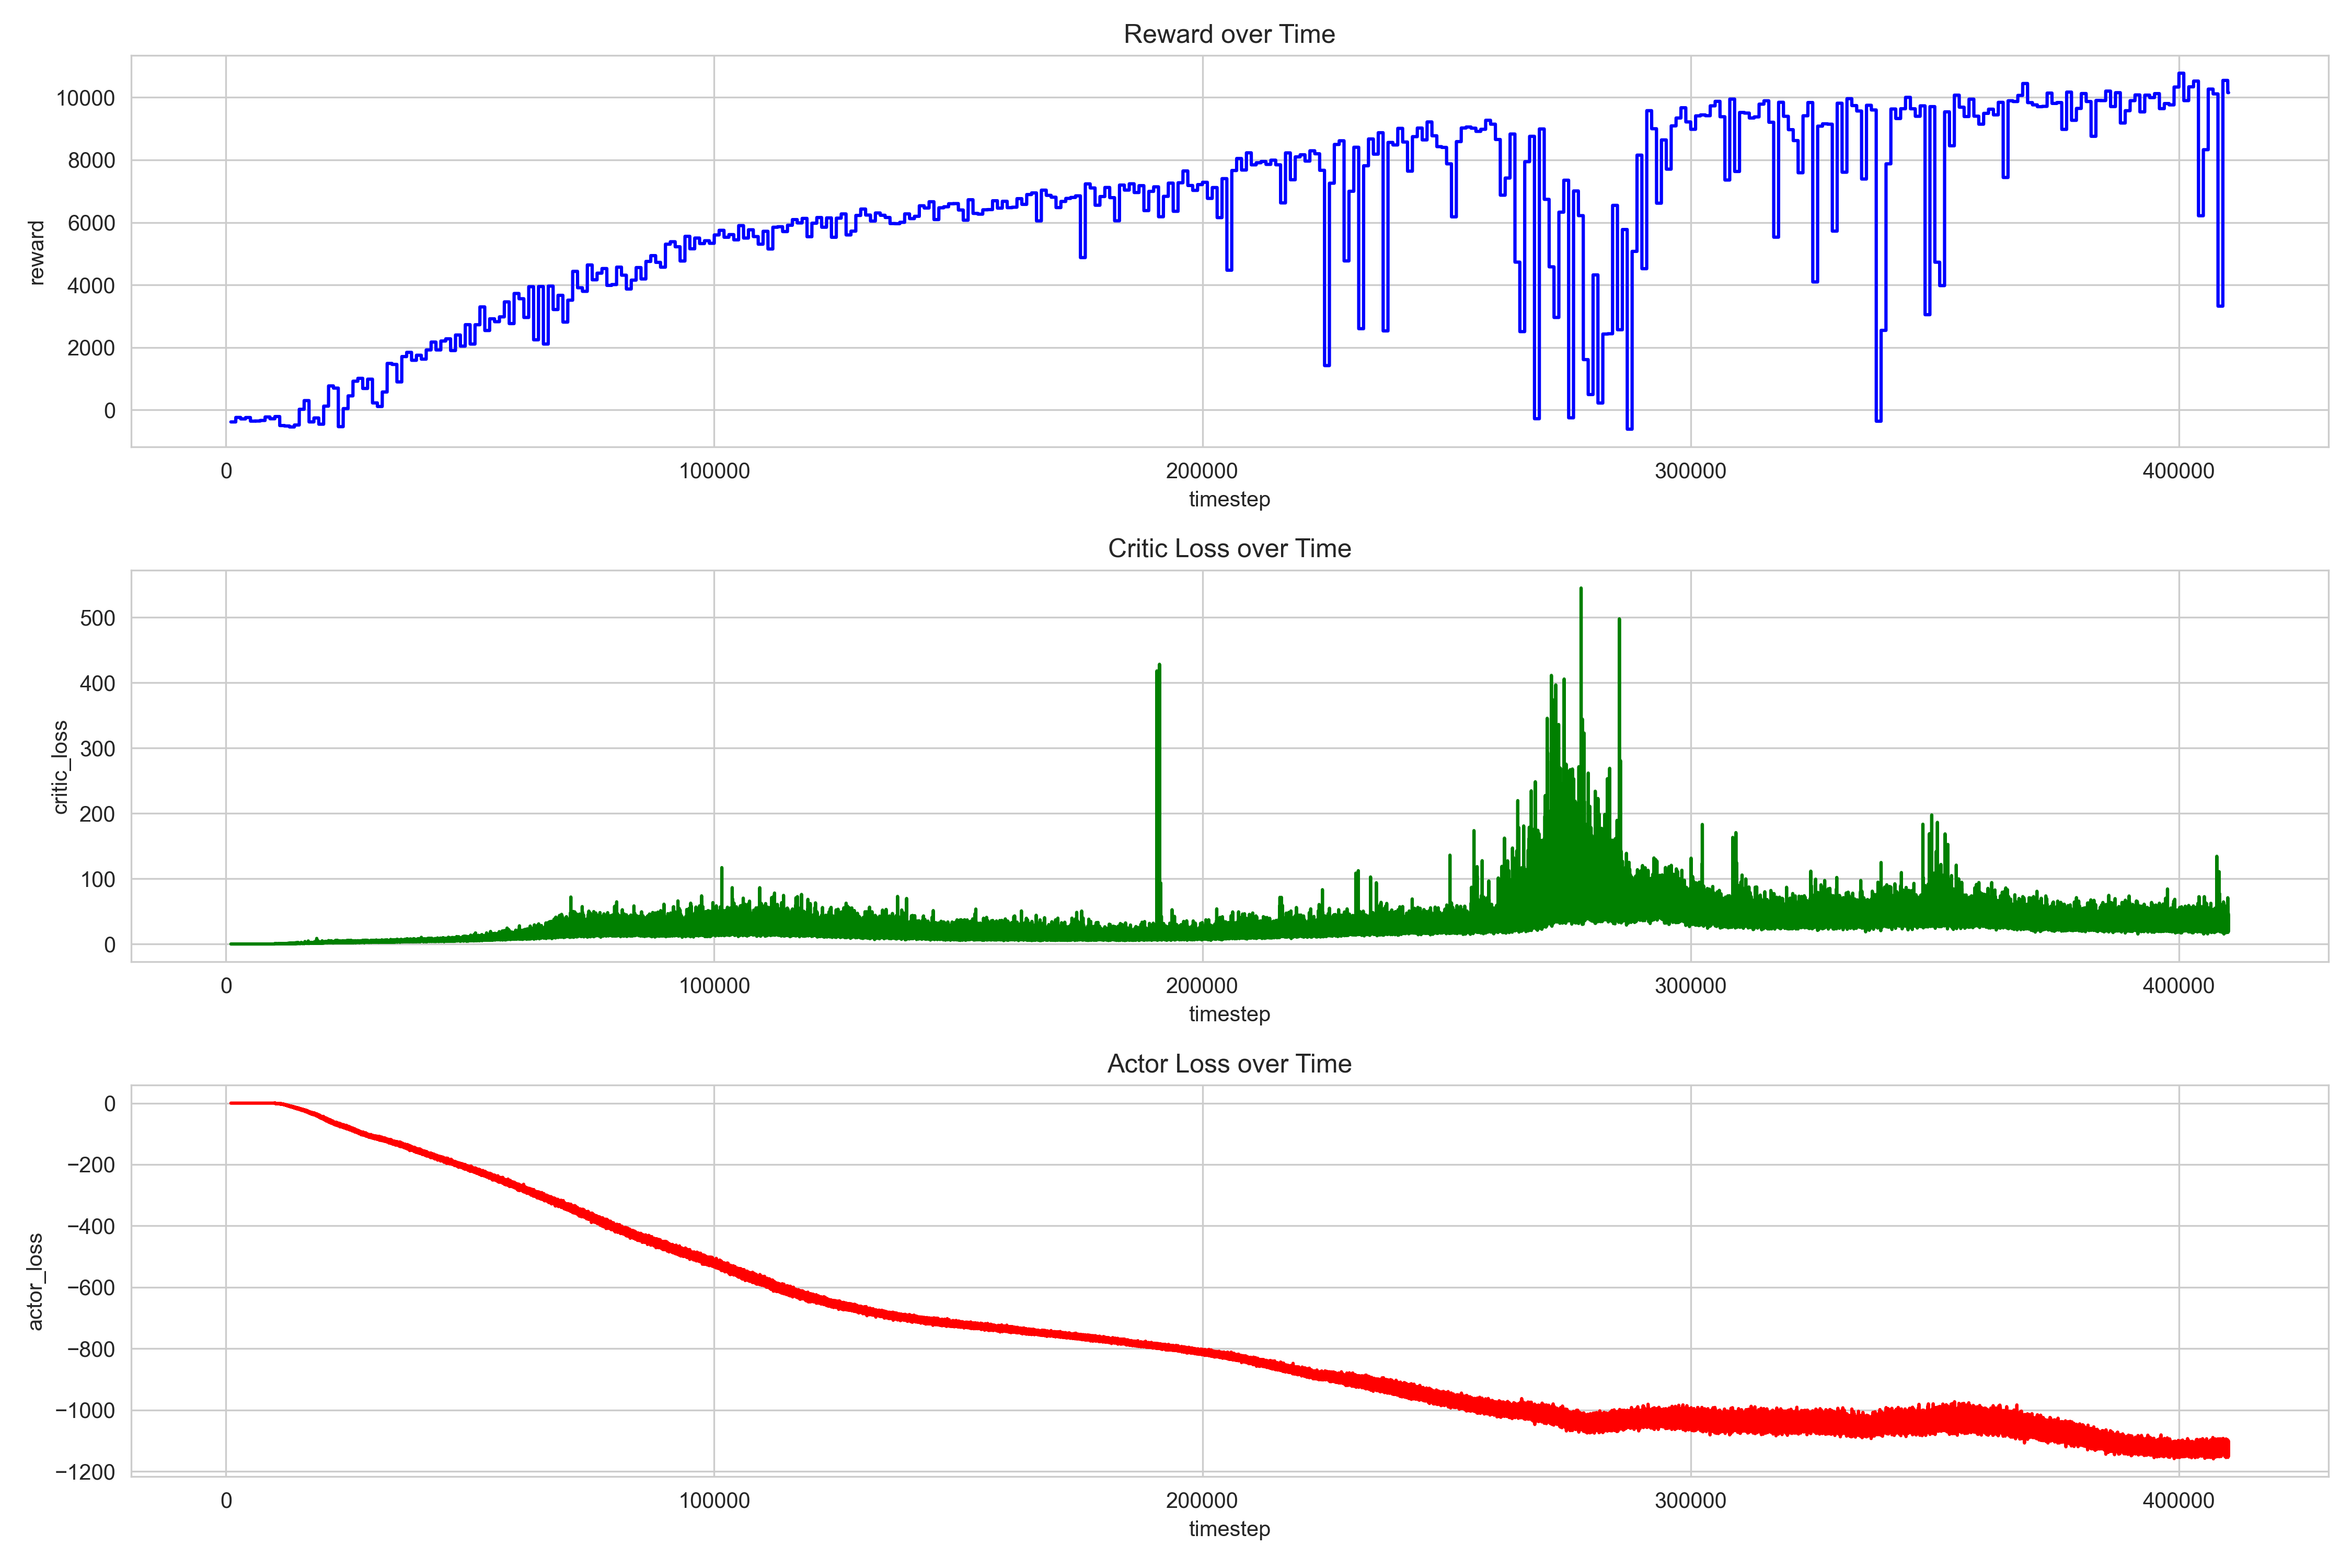 Reward over Time
10000
8000
6000
4000
2000
0
reward
0 100000 200000 300000 400000
timestep
Critic Loss over Time
500
400
300
200
100
0
critic_loss
0 100000 200000 300000 400000
timestep
Actor Loss over Time
0
−200
−400
−600
−800
−1000
−1200
actor_loss
0 100000 200000 300000 400000
timestep